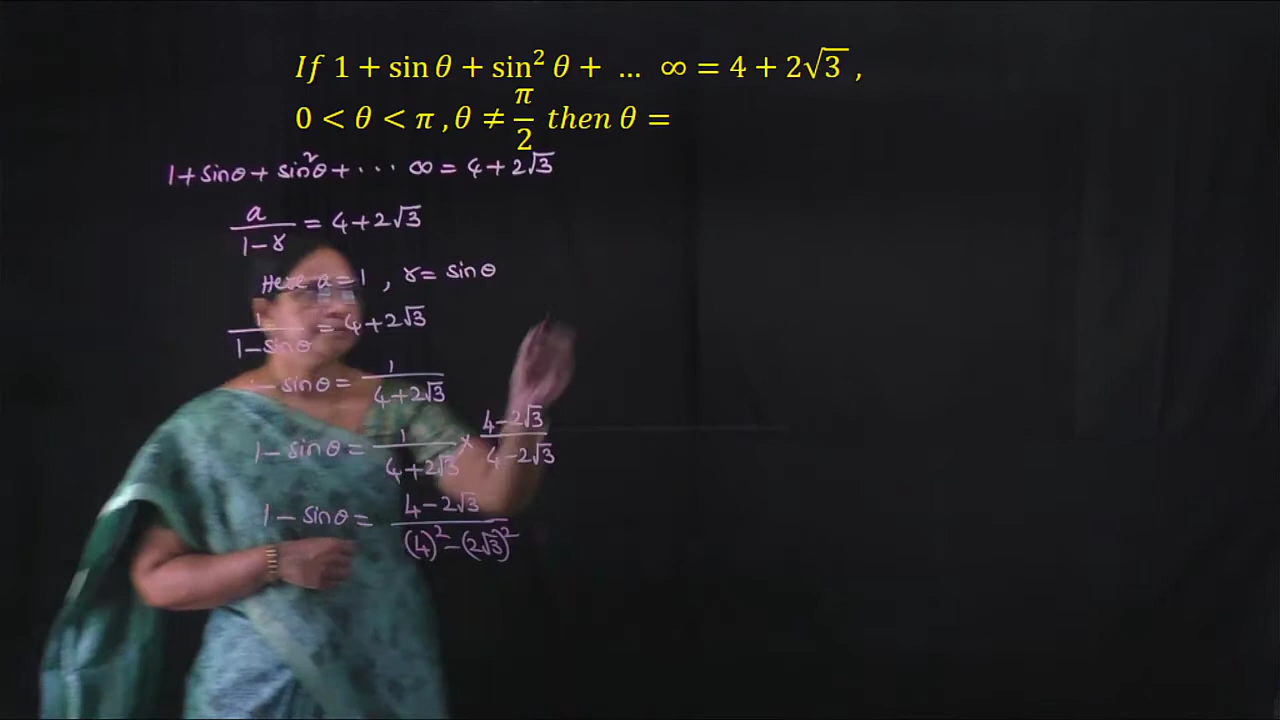 If 1 + sin θ + sin² θ + ... ∞ = 4 + 2√3 ,
0 < θ < π , θ ≠ π/2 then θ =
1 + sinθ + sin²θ + ... ∞ = 4 + 2√3
a/(1 - r) = 4 + 2√3
Here a = 1 , r = sin θ
1/(1 - sinθ) = 4 + 2√3
- sinθ = 1/(4 + 2√3)
1 - sinθ = 1/(4 + 2√3) × (4 - 2√3)/(4 - 2√3)
1 - sinθ = (4 - 2√3)/((4)² - (2√3)²)